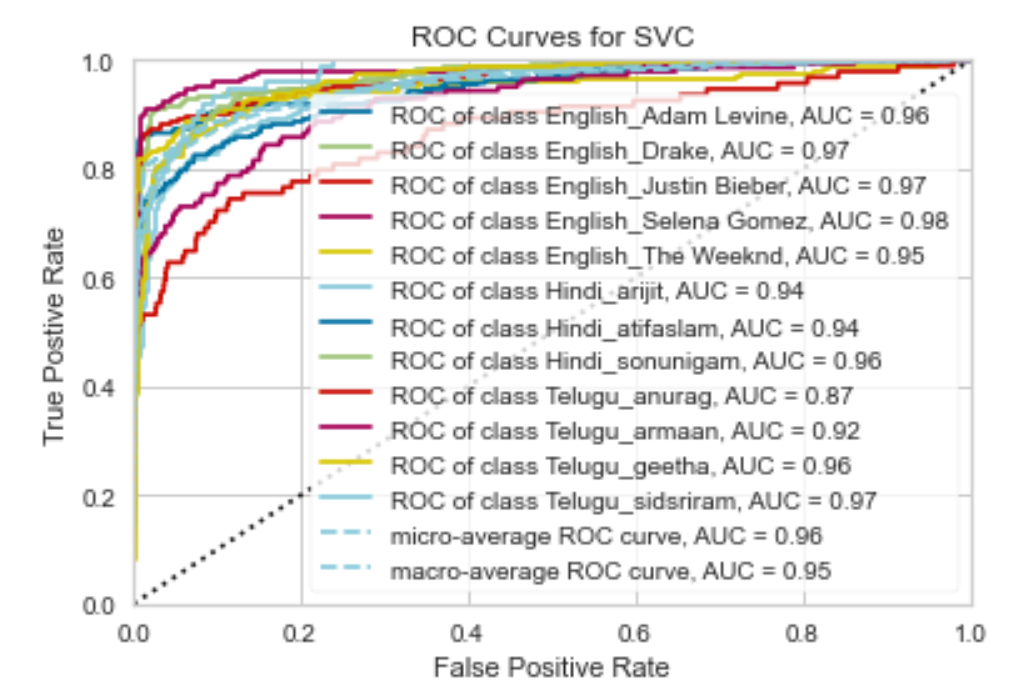 ROC Curves for SVC
1.0
0.8
0.6
0.4
0.2
0.0
True Postive Rate
ROC of class English_Adam Levine, AUC = 0.96
ROC of class English_Drake, AUC = 0.97
ROC of class English_Justin Bieber, AUC = 0.97
ROC of class English_Selena Gomez, AUC = 0.98
ROC of class English_The Weeknd, AUC = 0.95
ROC of class Hindi_arijit, AUC = 0.94
ROC of class Hindi_atifaslam, AUC = 0.94
ROC of class Hindi_sonunigam, AUC = 0.96
ROC of class Telugu_anurag, AUC = 0.87
ROC of class Telugu_armaan, AUC = 0.92
ROC of class Telugu_geetha, AUC = 0.96
ROC of class Telugu_sidsriram, AUC = 0.97
micro-average ROC curve, AUC = 0.96
macro-average ROC curve, AUC = 0.95
0.0 0.2 0.4 0.6 0.8 1.0
False Positive Rate